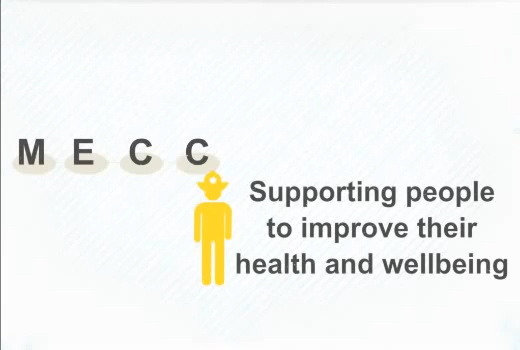 M E C C
Supporting people
to improve their
health and wellbeing